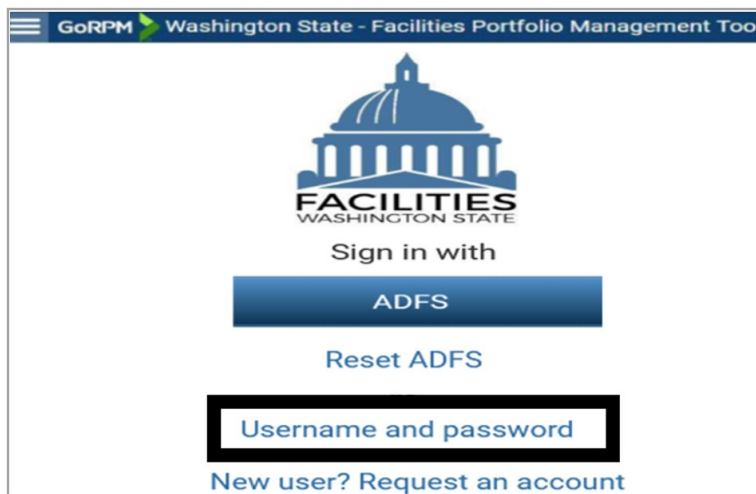 GoRPM Washington State - Facilities Portfolio Management Too
FACILITIES
WASHINGTON STATE
Sign in with
ADFS
Reset ADFS
Username and password
New user? Request an account